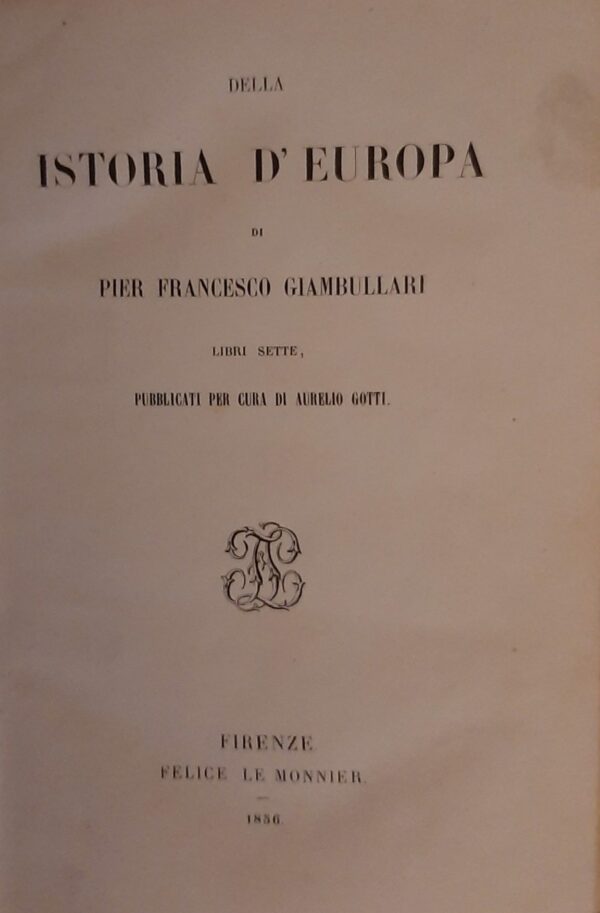 DELLA
ISTORIA D'EUROPA
DI
PIER FRANCESCO GIAMBULLARI
LIBRI SETTE,
PUBBLICATI PER CURA DI AURELIO GOTTI.
FIRENZE.
FELICE LE MONNIER.
1856.